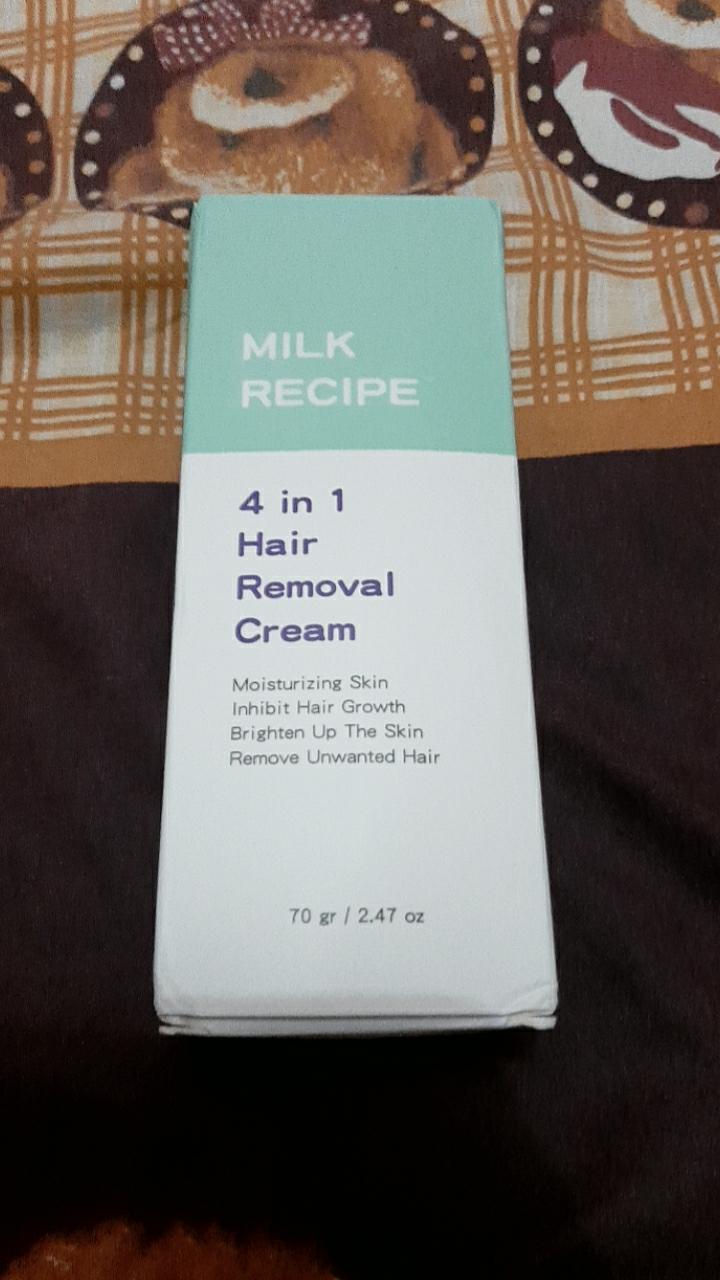 MILK
RECIPE
4 in 1
Hair
Removal
Cream
Moisturizing Skin
Inhibit Hair Growth
Brighten Up The Skin
Remove Unwanted Hair
70 gr / 2.47 oz